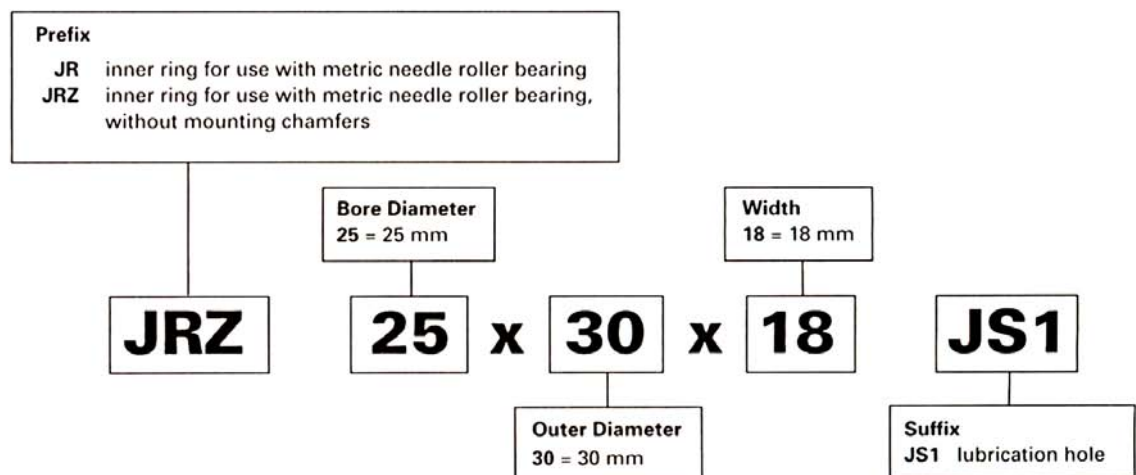 Prefix
JR inner ring for use with metric needle roller bearing
JRZ inner ring for use with metric needle roller bearing,
without mounting chamfers
Bore Diameter
25 = 25 mm
Width
18 = 18 mm
JRZ 25 x 30 x 18 JS1
Outer Diameter
30 = 30 mm
Suffix
JS1 lubrication hole